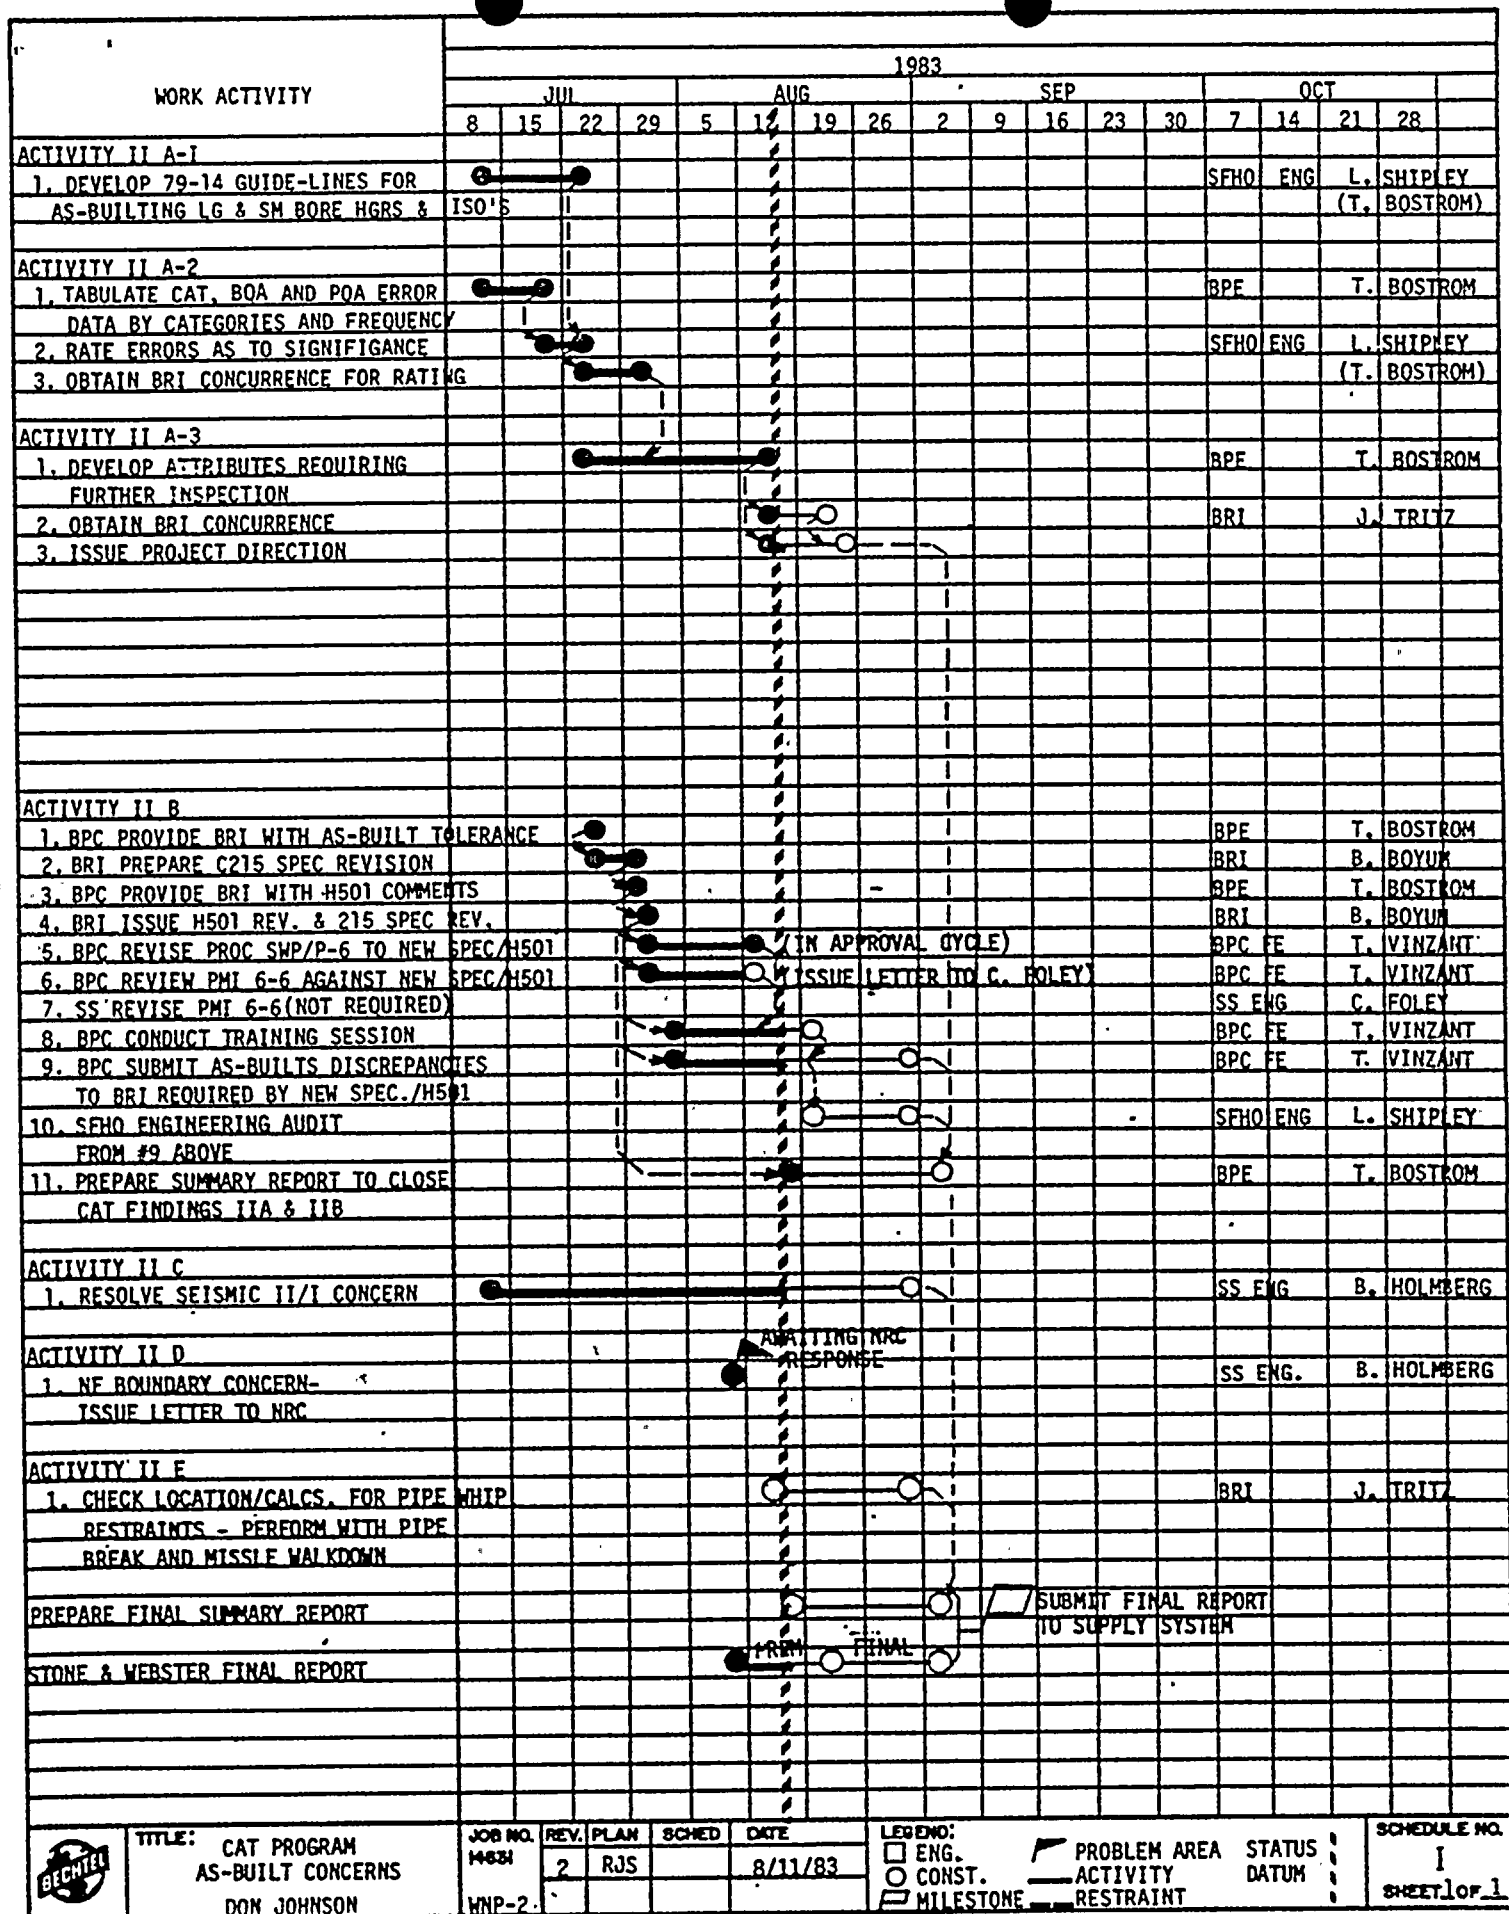 1983
WORK ACTIVITY
JUL AUG SEP OCT
8 15 22 29 5 12 19 26 2 9 16 23 30 7 14 21 28
ACTIVITY II A-I
1. DEVELOP 79-14 GUIDE-LINES FOR SFHO ENG L. SHIPLEY
AS-BUILTING LG & SM BORE HGRS & ISO'S (T. BOSTROM)
ACTIVITY II A-2
1. TABULATE CAT, BQA AND PQA ERROR BPE T. BOSTROM
DATA BY CATEGORIES AND FREQUENCY
2. RATE ERRORS AS TO SIGNIFIGANCE SFHO ENG L. SHIPLEY
3. OBTAIN BRI CONCURRENCE FOR RATING (T. BOSTROM)
ACTIVITY II A-3
1. DEVELOP ATTRIBUTES REQUIRING BPE T. BOSTROM
FURTHER INSPECTION
2. OBTAIN BRI CONCURRENCE BRI J. TRITZ
3. ISSUE PROJECT DIRECTION
ACTIVITY II B
1. BPC PROVIDE BRI WITH AS-BUILT TOLERANCE BPE T. BOSTROM
2. BRI PREPARE C215 SPEC REVISION BRI B. BOYUM
3. BPC PROVIDE BRI WITH H501 COMMENTS BPE T. BOSTROM
4. BRI ISSUE H501 REV. & 215 SPEC REV. BRI B. BOYUM
5. BPC REVISE PROC SWP/P-6 TO NEW SPEC/H501 (IN APPROVAL CYCLE) BPC FE T. VINZANT
6. BPC REVIEW PMI 6-6 AGAINST NEW SPEC/H501 (ISSUE LETTER TO C. FOLEY) BPC FE T. VINZANT
7. SS REVISE PMI 6-6(NOT REQUIRED) SS ENG C. FOLEY
8. BPC CONDUCT TRAINING SESSION BPC FE T. VINZANT
9. BPC SUBMIT AS-BUILTS DISCREPANCIES BPC FE T. VINZANT
TO BRI REQUIRED BY NEW SPEC./H501
10. SFHO ENGINEERING AUDIT SFHO ENG L. SHIPLEY
FROM #9 ABOVE
11. PREPARE SUMMARY REPORT TO CLOSE BPE T. BOSTROM
CAT FINDINGS IIA & IIB
ACTIVITY II C
1. RESOLVE SEISMIC II/I CONCERN SS ENG B. HOLMBERG
AWAITING NRC
RESPONSE
ACTIVITY II D
1. NF BOUNDARY CONCERN- SS ENG. B. HOLMBERG
ISSUE LETTER TO NRC
ACTIVITY II E
1. CHECK LOCATION/CALCS. FOR PIPE WHIP BRI J. TRITZ
RESTRAINTS - PERFORM WITH PIPE
BREAK AND MISSLE WALKDOWN
PREPARE FINAL SUMMARY REPORT SUBMIT FINAL REPORT
TO SUPPLY SYSTEM
PREM FINAL
STONE & WEBSTER FINAL REPORT
BECHTEL
TITLE: CAT PROGRAM
AS-BUILT CONCERNS
DON JOHNSON
JOB NO. REV. PLAN SCHED DATE
14631 2 RJS 8/11/83
WNP-2
LEGEND:
ENG. PROBLEM AREA STATUS
CONST. ACTIVITY DATUM
MILESTONE RESTRAINT
SCHEDULE NO.
I
SHEET 1 OF 1